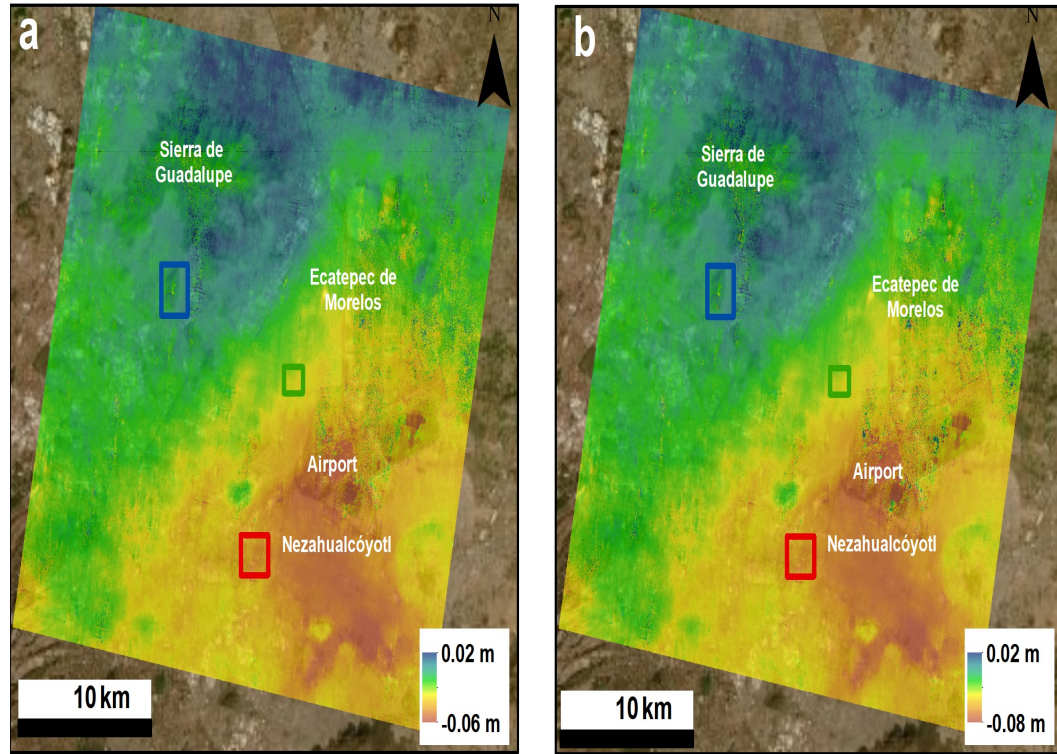 a
N
Sierra de
Guadalupe
Ecatepec de
Morelos
Airport
Nezahualcóyotl
0.02 m
-0.06 m
10 km
b
N
Sierra de
Guadalupe
Ecatepec de
Morelos
Airport
Nezahualcóyotl
0.02 m
-0.08 m
10 km